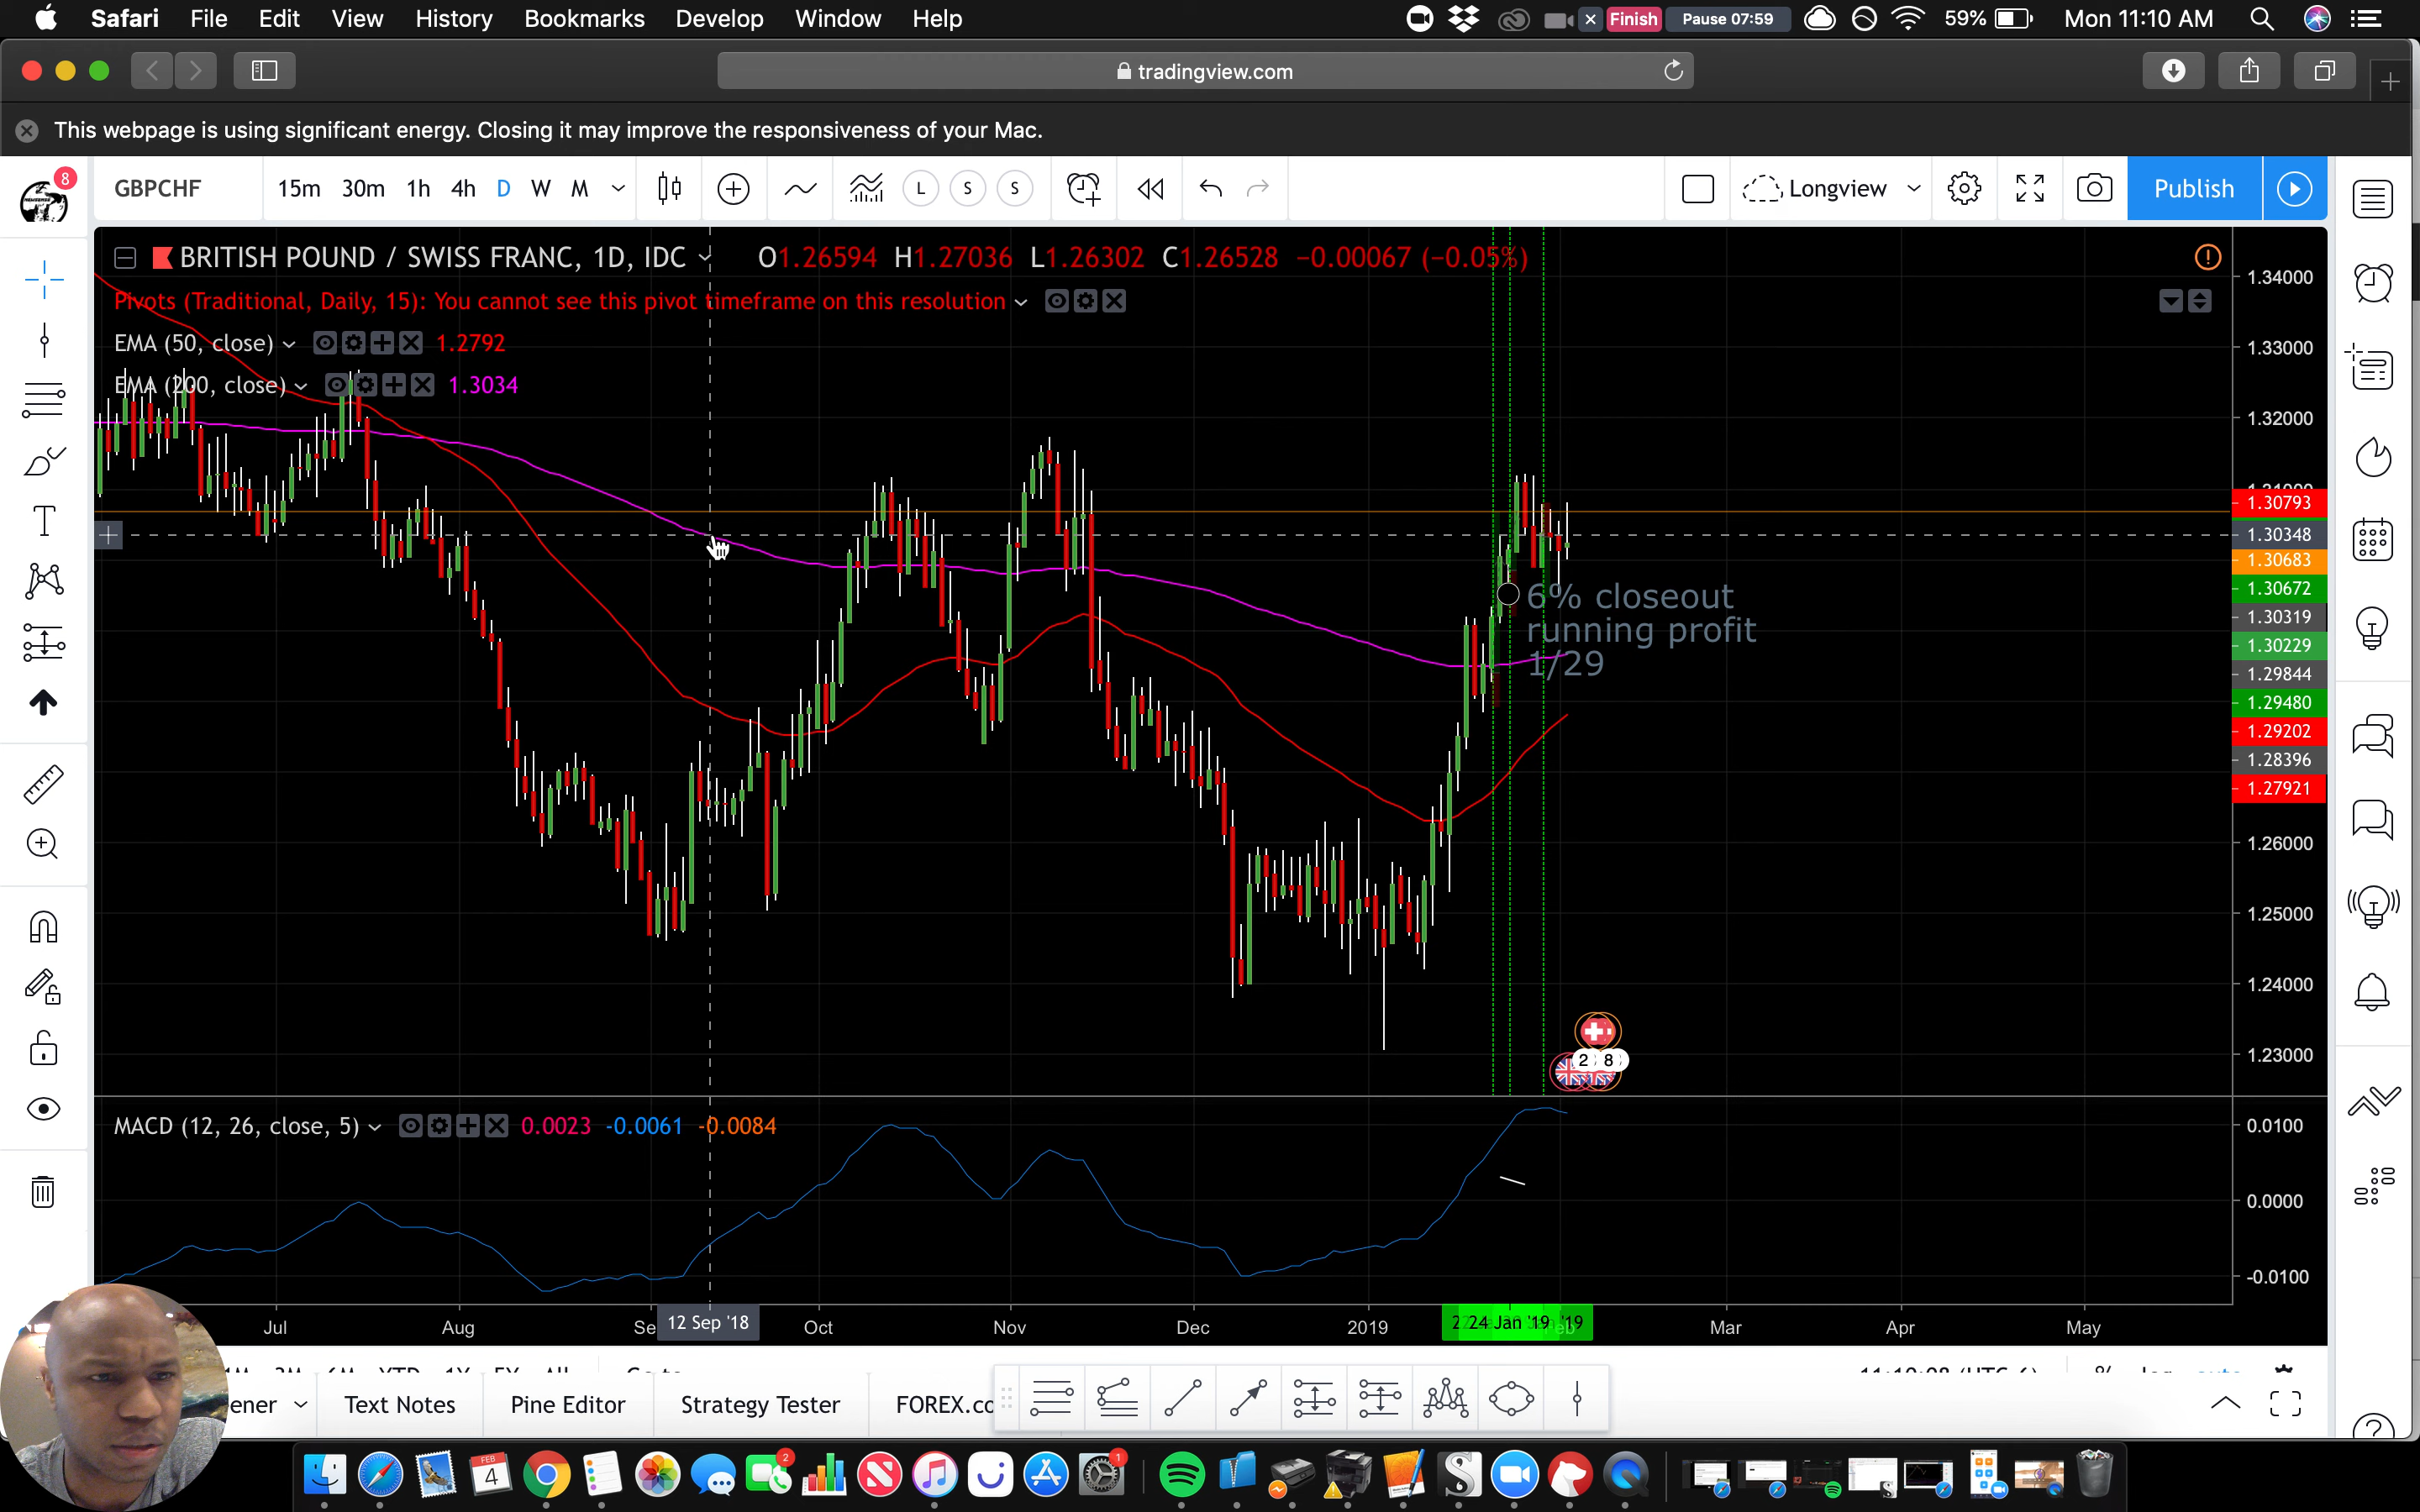 Safari File Edit View History Bookmarks Develop Window Help Finish Pause 07:59 59% Mon 11:10 AM
tradingview.com
This webpage is using significant energy. Closing it may improve the responsiveness of your Mac.
8
GBPCHF 15m 30m 1h 4h D W M L S S Longview Publish
BRITISH POUND / SWISS FRANC, 1D, IDC O1.26594 H1.27036 L1.26302 C1.26528 −0.00067 (−0.05%)
Pivots (Traditional, Daily, 15): You cannot see this pivot timeframe on this resolution
EMA (50, close) 1.2792
EMA (200, close) 1.3034
1.34000
1.33000
1.32000
1.30793
1.30348
1.30683
1.30672
1.30319
1.30229
1.29844
1.29480
1.29202
1.28396
1.27921
1.26000
1.25000
1.24000
1.23000
6% closeout
running profit
1/29
2 8
MACD (12, 26, close, 5) 0.0023 -0.0061 -0.0084
0.0100
0.0000
-0.0100
Jul Aug 12 Sep '18 Oct Nov Dec 2019 24 Jan '19 '19 Mar Apr May
Text Notes Pine Editor Strategy Tester
FEB
4
2
1